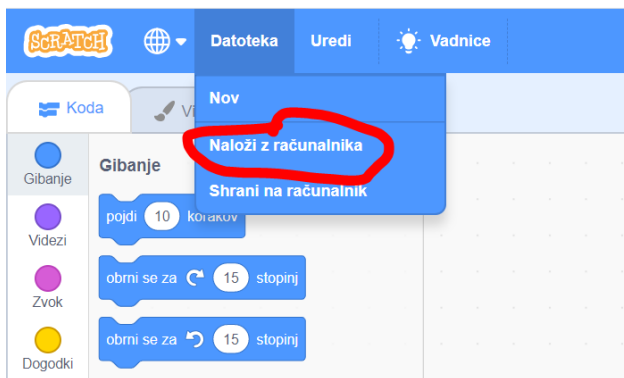 SCRATCH Datoteka Uredi Vadnice
Nov
Koda
Naloži z računalnika
Gibanje
Shrani na računalnik
Gibanje
pojdi 10 korakov
Videzi
obrni se za 15 stopinj
Zvok
obrni se za 15 stopinj
Dogodki